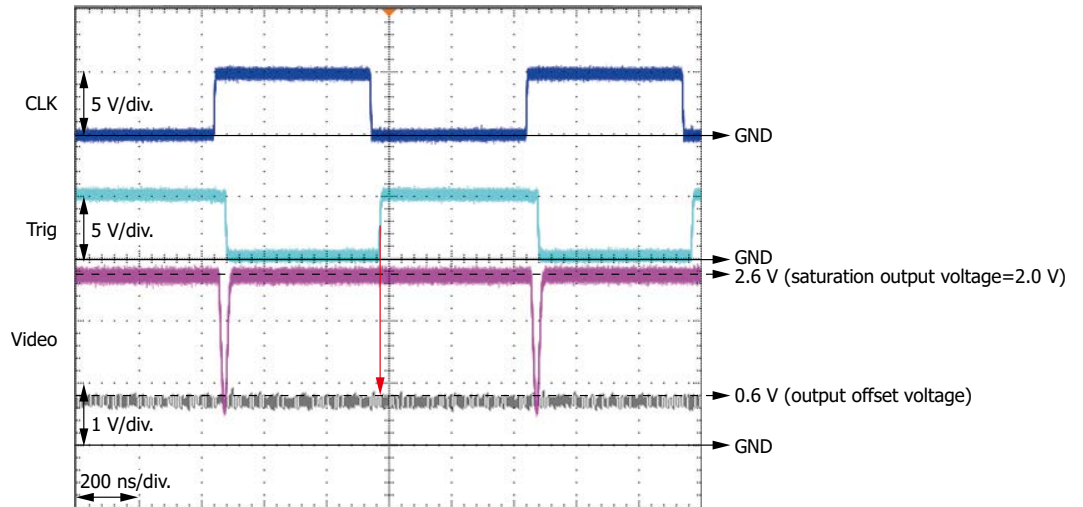 CLK
5 V/div.
GND
Trig
5 V/div.
GND
2.6 V (saturation output voltage=2.0 V)
Video
0.6 V (output offset voltage)
1 V/div.
GND
200 ns/div.